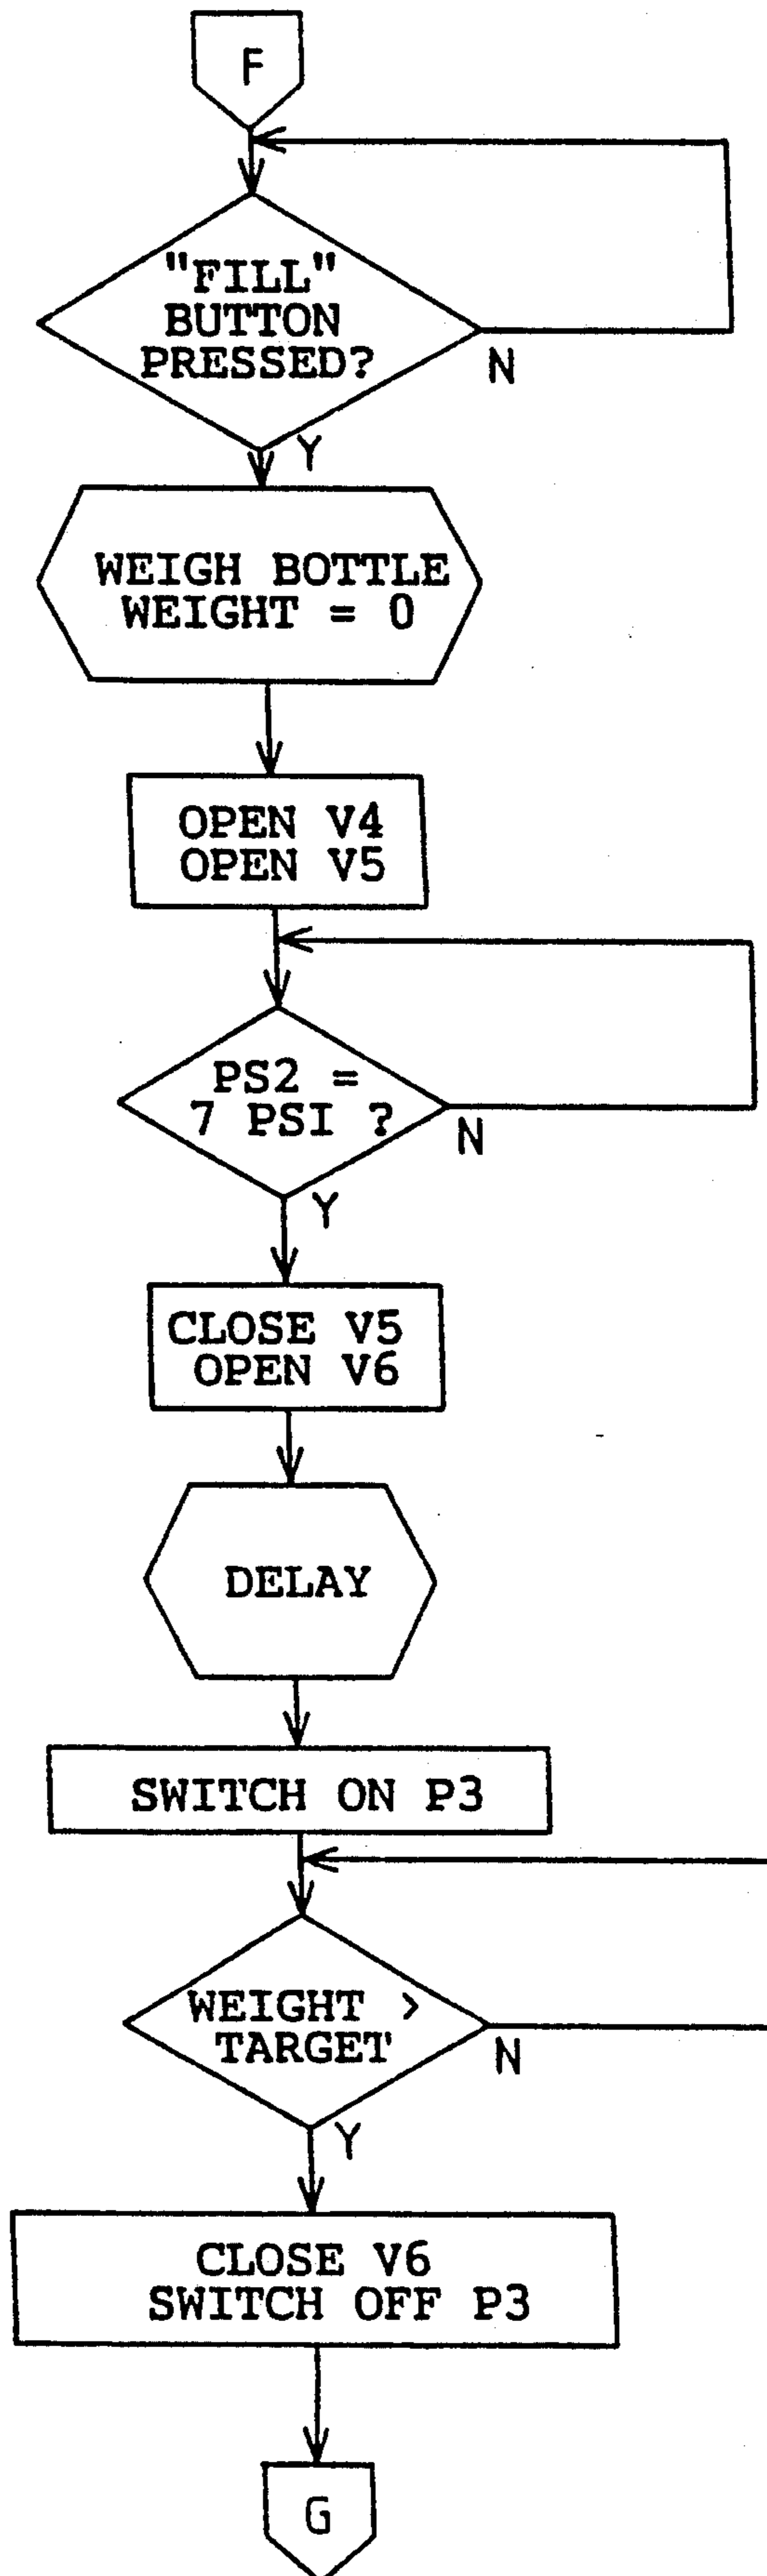 F
"FILL"
BUTTON
PRESSED?
N
Y
WEIGH BOTTLE
WEIGHT = 0
OPEN V4
OPEN V5
PS2 =
7 PSI ?
N
Y
CLOSE V5
OPEN V6
DELAY
SWITCH ON P3
WEIGHT >
TARGET
N
Y
CLOSE V6
SWITCH OFF P3
G